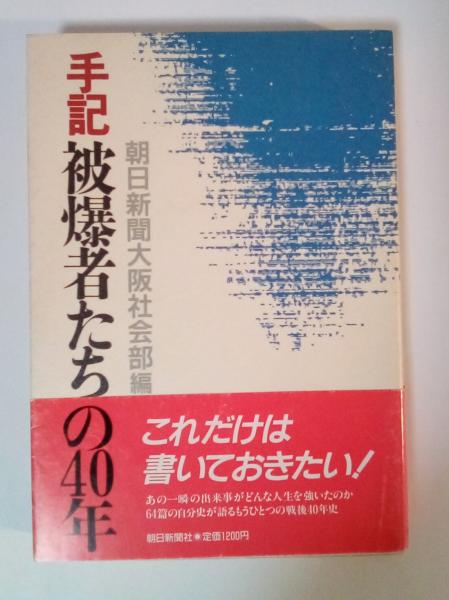 手記
被爆者たちの40年
朝日新聞大阪社会部編
これだけは
書いておきたい!
あの一瞬の出来事がどんな人生を強いたのか
64篇の自分史が語るもうひとつの戦後40年史
朝日新聞社●定価1200円